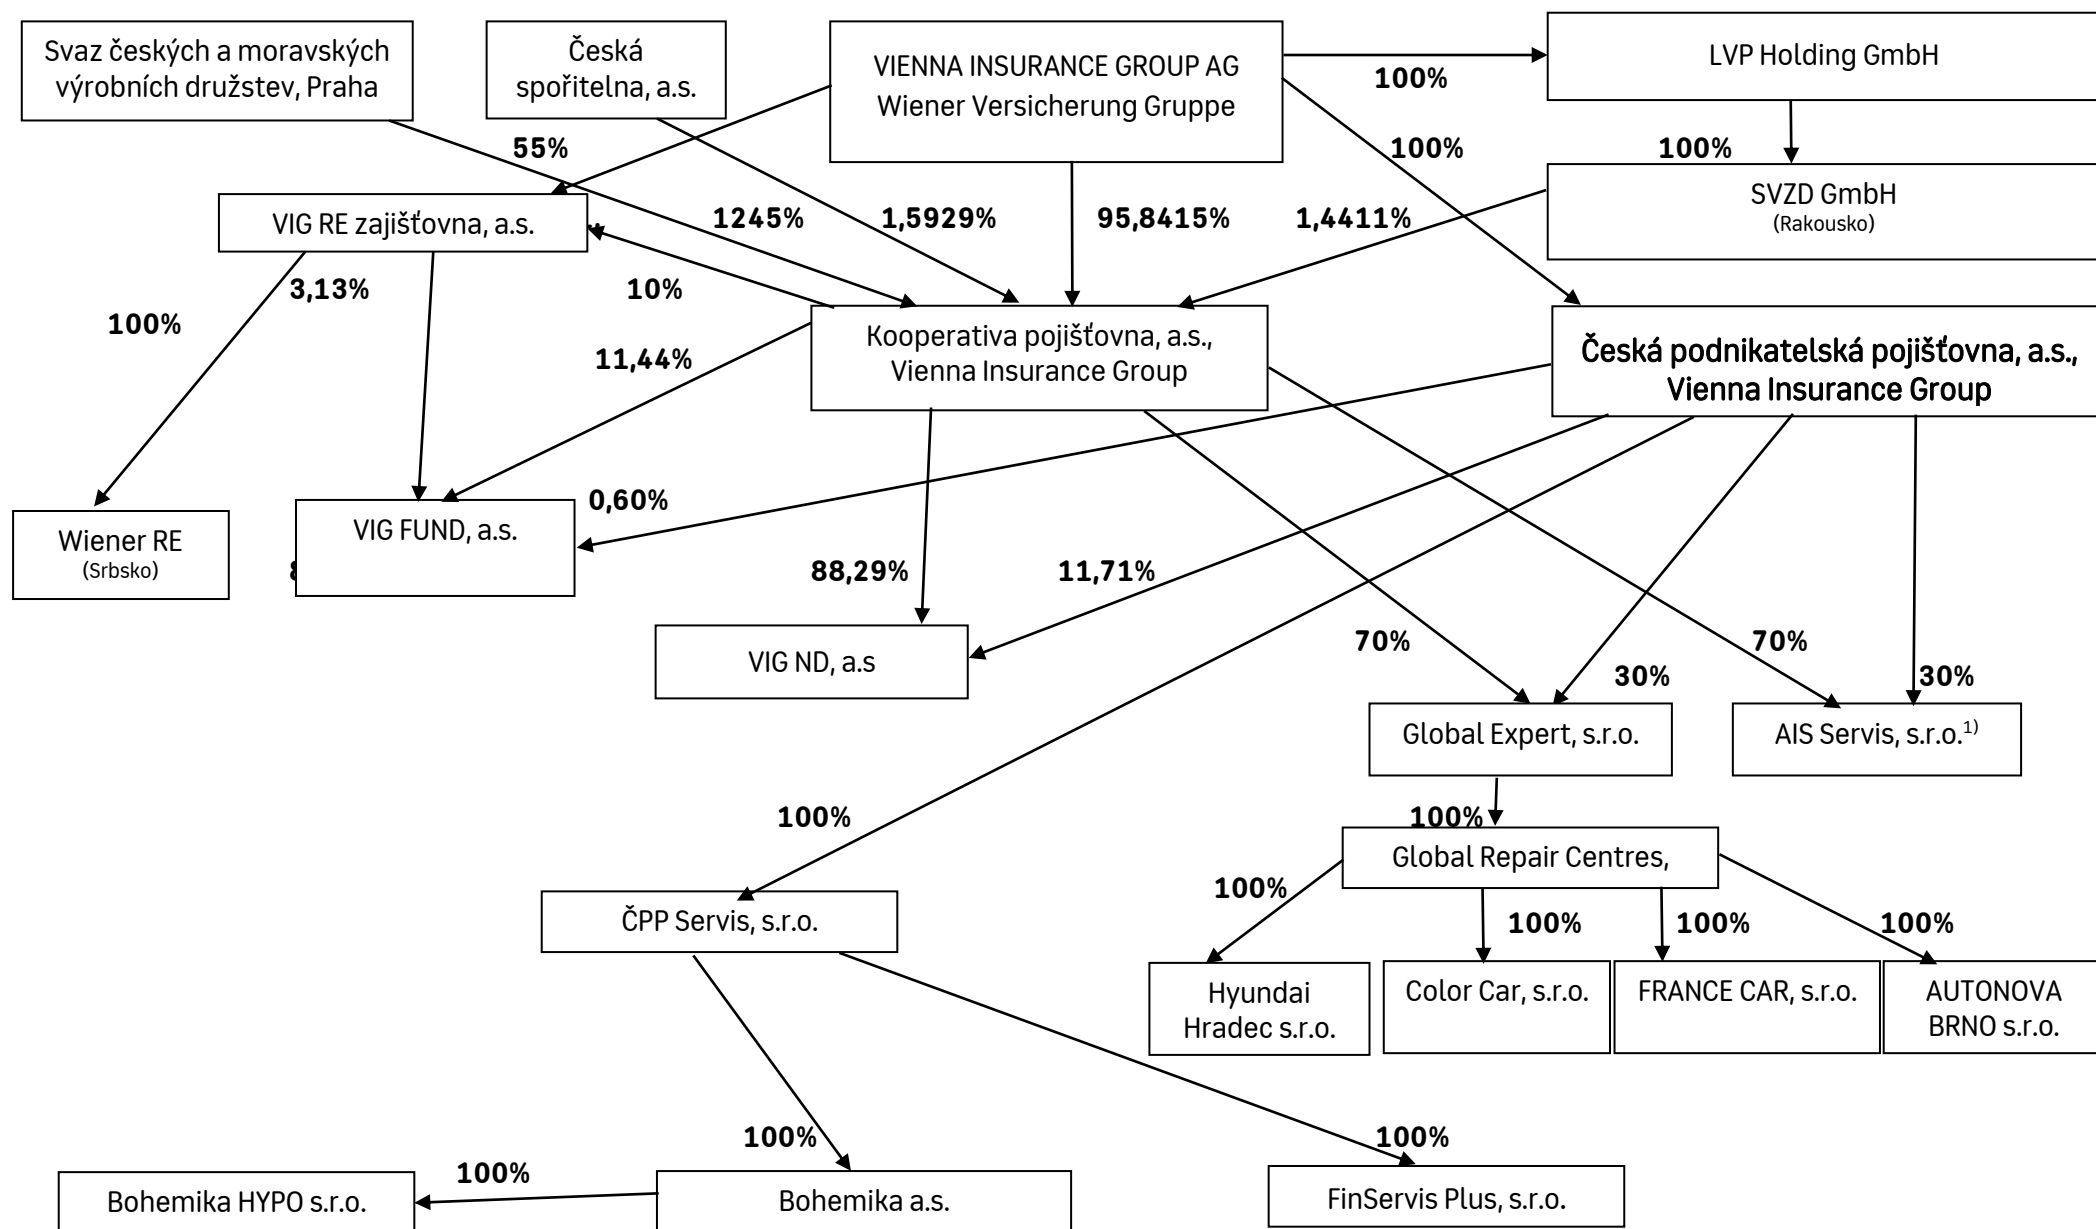 Svaz českých a moravských
výrobních družstev, Praha
Česká
spořitelna, a.s.
VIENNA INSURANCE GROUP AG
Wiener Versicherung Gruppe
LVP Holding GmbH
100%
55%
100%
100%
VIG RE zajišťovna, a.s.
1245%
1,5929%
95,8415%
1,4411%
SVZD GmbH
(Rakousko)
3,13%
10%
100%
11,44%
Kooperativa pojišťovna, a.s.,
Vienna Insurance Group
Česká podnikatelská pojišťovna, a.s.,
Vienna Insurance Group
0,60%
Wiener RE
(Srbsko)
VIG FUND, a.s.
88,29%
11,71%
VIG ND, a.s
70%
70%
30%
30%
Global Expert, s.r.o.
AIS Servis, s.r.o.1)
100%
100%
Global Repair Centres,
100%
ČPP Servis, s.r.o.
100%
100%
100%
Hyundai
Hradec s.r.o.
Color Car, s.r.o.
FRANCE CAR, s.r.o.
AUTONOVA
BRNO s.r.o.
100%
100%
100%
Bohemika HYPO s.r.o.
Bohemika a.s.
FinServis Plus, s.r.o.